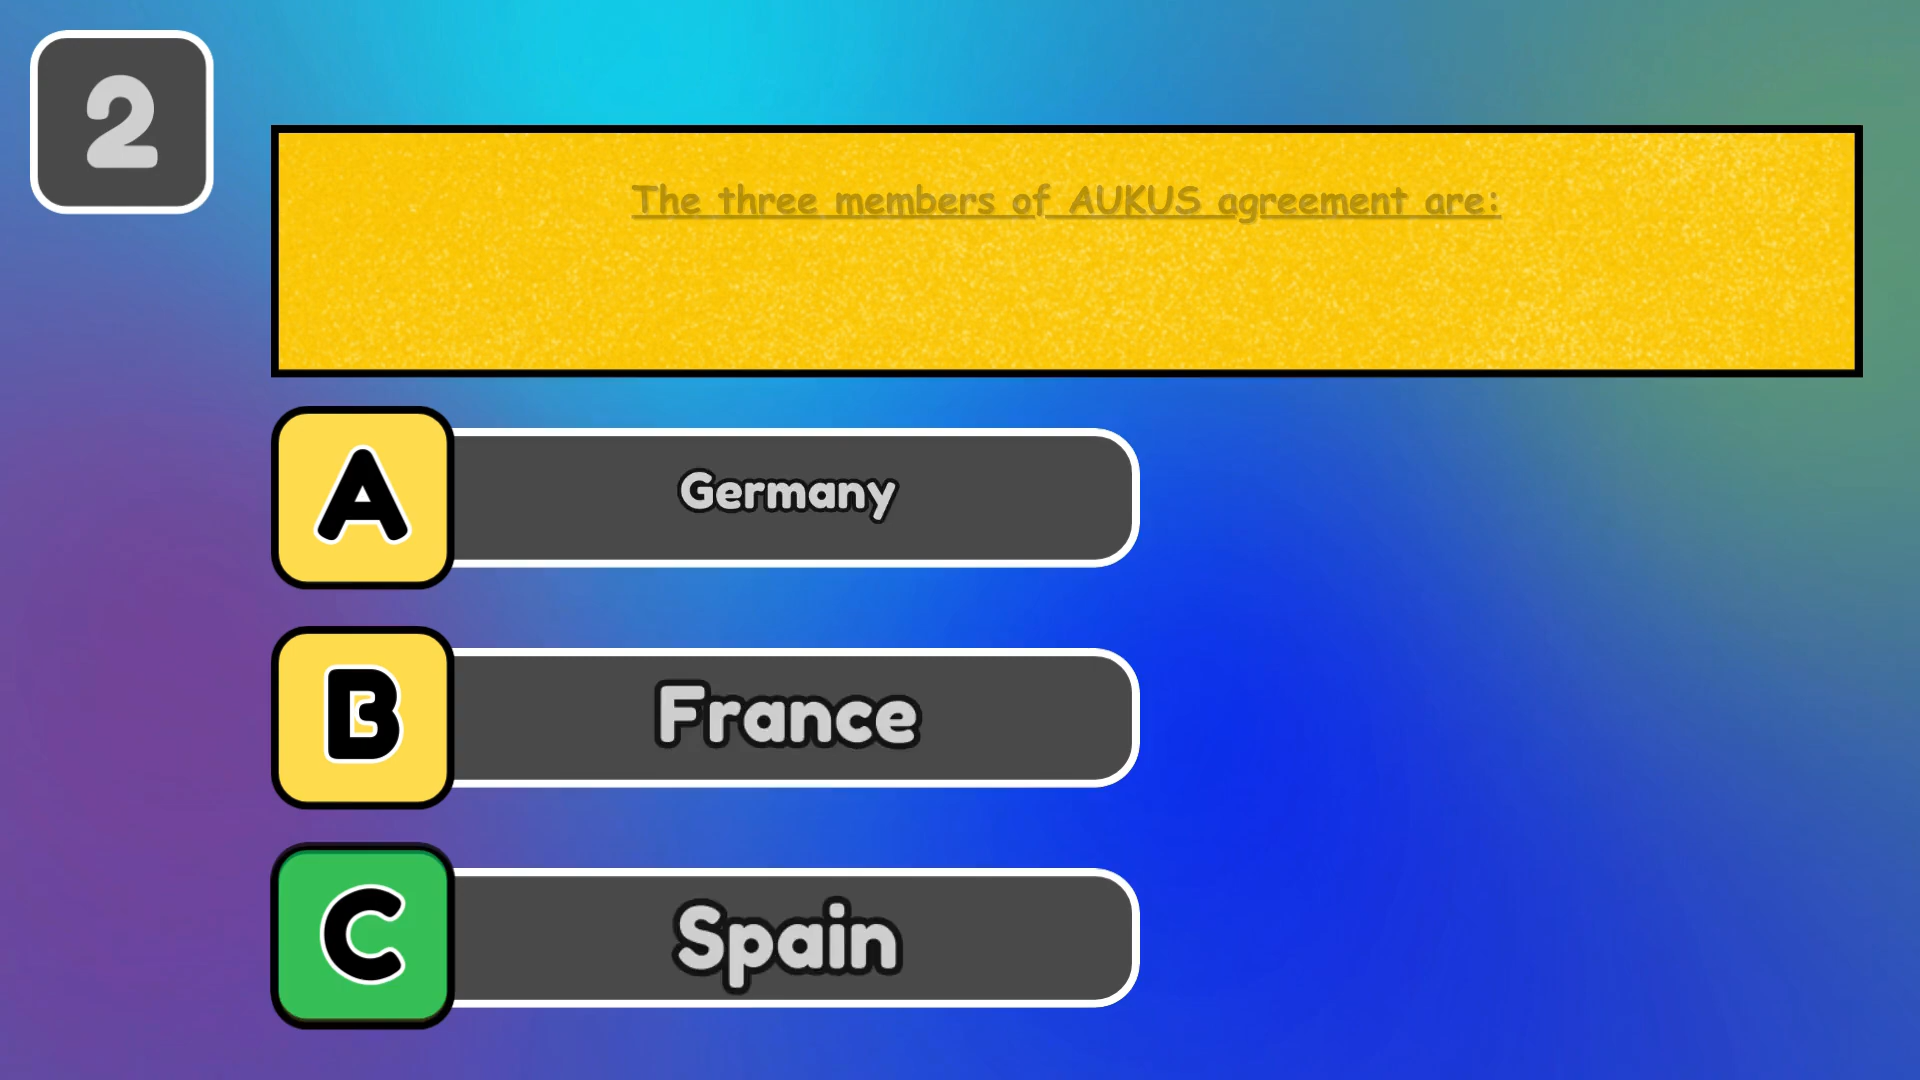 2
The three members of AUKUS agreement are:
A
Germany
B
France
C
Spain